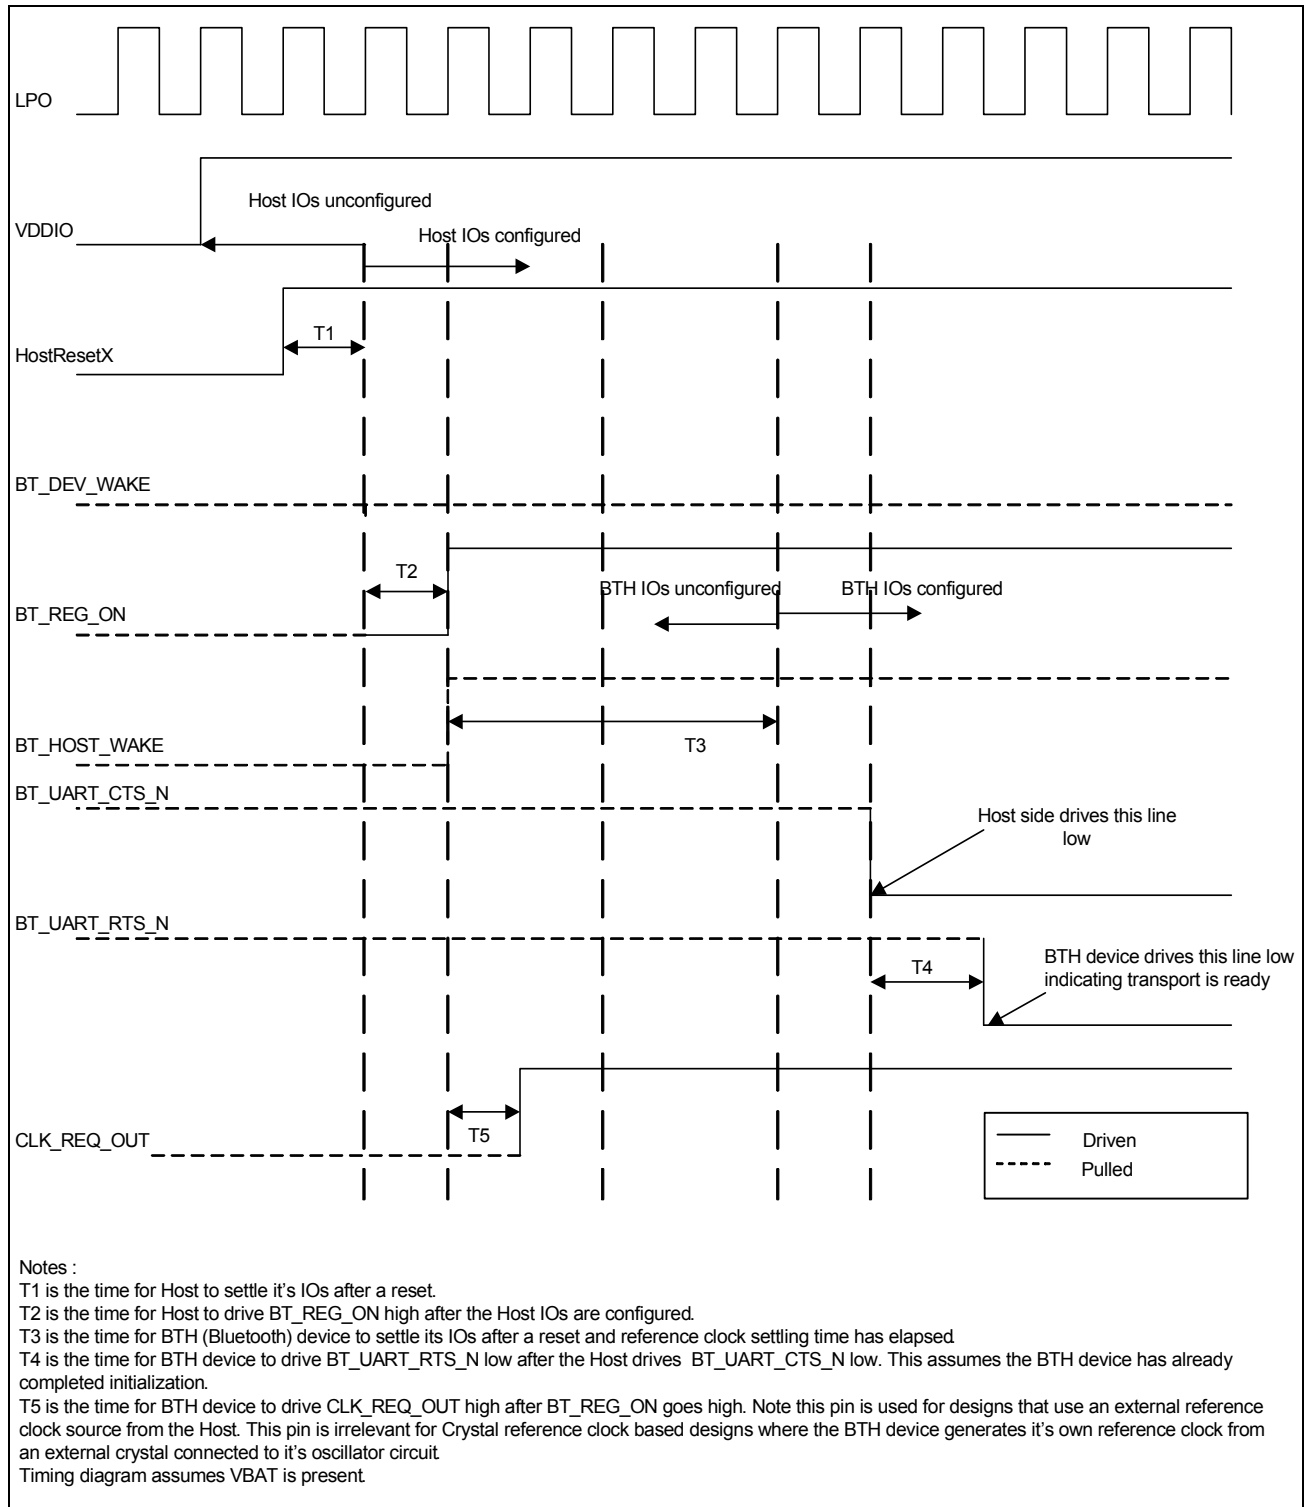 LPO
Host IOs unconfigured
VDDIO
Host IOs configured
T1
HostResetX
BT_DEV_WAKE
T2
BTH IOs unconfigured
BTH IOs configured
BT_REG_ON
T3
BT_HOST_WAKE
BT_UART_CTS_N
Host side drives this line
low
BT_UART_RTS_N
T4
BTH device drives this line low
indicating transport is ready
T5
CLK_REQ_OUT
Driven
Pulled
Notes :
T1 is the time for Host to settle it's IOs after a reset.
T2 is the time for Host to drive BT_REG_ON high after the Host IOs are configured.
T3 is the time for BTH (Bluetooth) device to settle its IOs after a reset and reference clock settling time has elapsed.
T4 is the time for BTH device to drive BT_UART_RTS_N low after the Host drives BT_UART_CTS_N low. This assumes the BTH device has already
completed initialization.
T5 is the time for BTH device to drive CLK_REQ_OUT high after BT_REG_ON goes high. Note this pin is used for designs that use an external reference
clock source from the Host. This pin is irrelevant for Crystal reference clock based designs where the BTH device generates it's own reference clock from
an external crystal connected to it's oscillator circuit.
Timing diagram assumes VBAT is present.